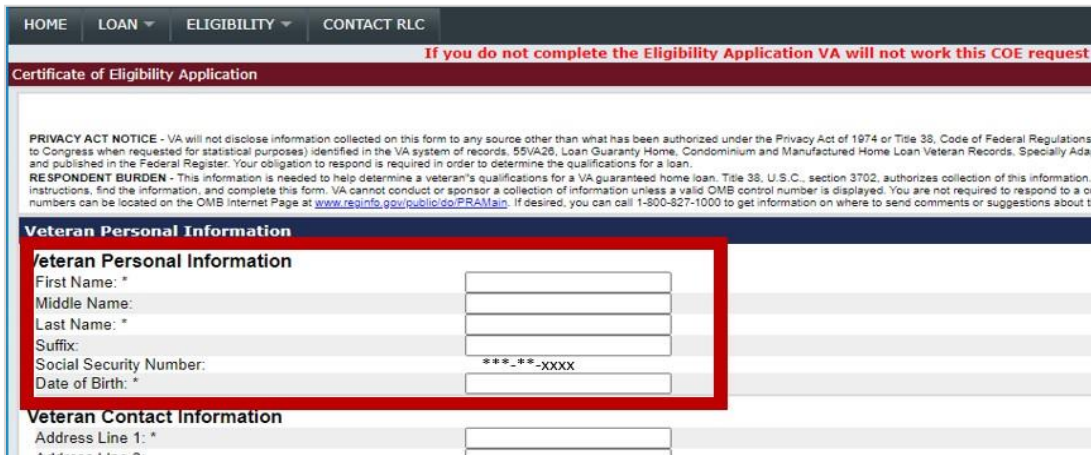 HOME LOAN ELIGIBILITY CONTACT RLC
If you do not complete the Eligibility Application VA will not work this COE request
Certificate of Eligibility Application
PRIVACY ACT NOTICE - VA will not disclose information collected on this form to any source other than what has been authorized under the Privacy Act of 1974 or Title 38, Code of Federal Regulations
to Congress when requested for statistical purposes) identified in the VA system of records, 55VA26, Loan Guaranty Home, Condominium and Manufactured Home Loan Veteran Records, Specially Ada
and published in the Federal Register. Your obligation to respond is required in order to determine the qualifications for a loan.
RESPONDENT BURDEN - This information is needed to help determine a veteran"s qualifications for a VA guaranteed home loan. Title 38, U.S.C., section 3702, authorizes collection of this information.
instructions, find the information, and complete this form. VA cannot conduct or sponsor a collection of information unless a valid OMB control number is displayed. You are not required to respond to a co
numbers can be located on the OMB Internet Page at www.reginfo.gov/public/do/PRAMain. If desired, you can call 1-800-827-1000 to get information on where to send comments or suggestions about t
Veteran Personal Information
Veteran Personal Information
First Name: *
Middle Name:
Last Name: *
Suffix:
Social Security Number: ***-**-xxxx
Date of Birth: *
Veteran Contact Information
Address Line 1: *